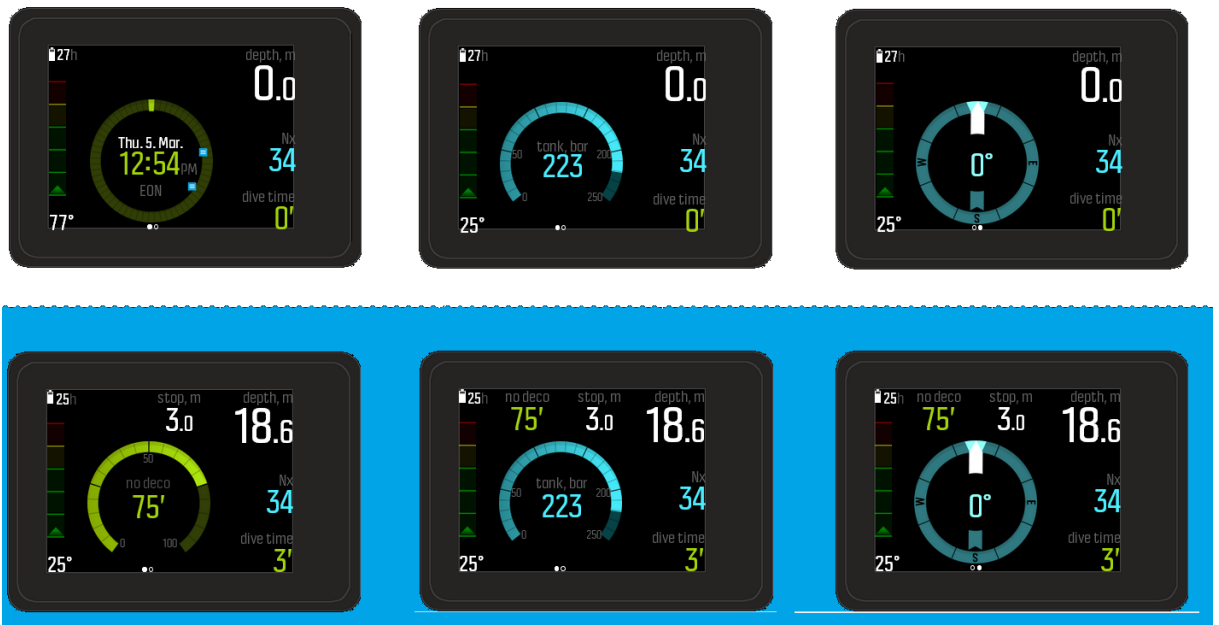 27h
depth, m
0.0
Thu. 5. Mar.
12:54PM
EON
Nx
34
dive time
0'
77°
27h
depth, m
0.0
tank, bar
223
0
50
200
250
Nx
34
dive time
0'
25°
27h
depth, m
0.0
0°
W
E
S
Nx
34
dive time
0'
25°
25h
stop, m
3.0
depth, m
18.6
50
no deco
75'
0
100
Nx
34
dive time
3'
25°
25h
no deco
75'
stop, m
3.0
depth, m
18.6
tank, bar
223
0
50
200
250
Nx
34
dive time
3'
25°
25h
no deco
75'
stop, m
3.0
depth, m
18.6
0°
W
E
S
Nx
34
dive time
3'
25°